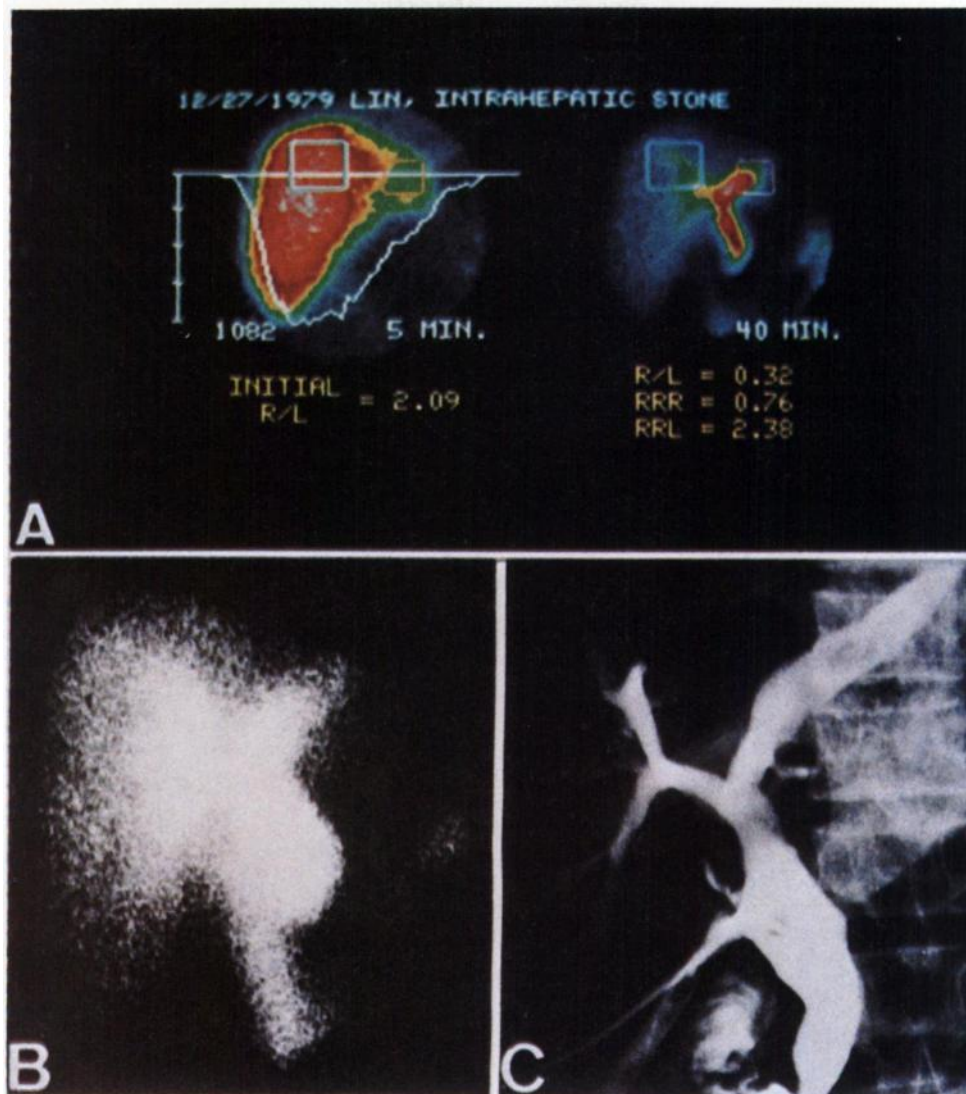 12/27/1979 LIN, INTRAHEPATIC STONE
1082 5 MIN.
40 MIN.
INITIAL
R/L = 2.09
R/L = 0.32
RRR = 0.76
RRL = 2.38
A
B
C